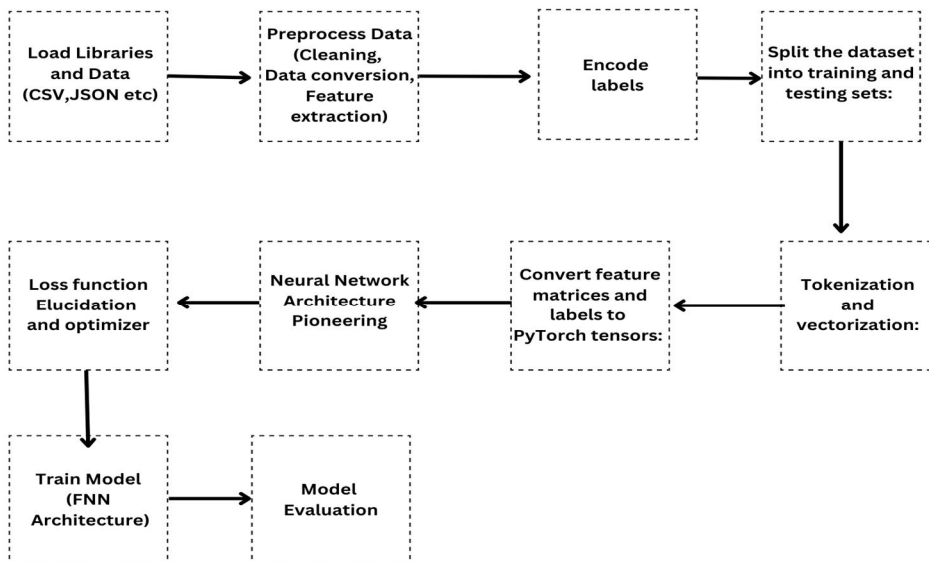 Load Libraries
and Data
(CSV,JSON etc)
Preprocess Data
(Cleaning,
Data conversion,
Feature
extraction)
Encode
labels
Split the dataset
into training and
testing sets:
Tokenization
and
vectorization:
Convert feature
matrices and
labels to
PyTorch tensors:
Neural Network
Architecture
Pioneering
Loss function
Elucidation
and optimizer
Train Model
(FNN
Architecture)
Model
Evaluation